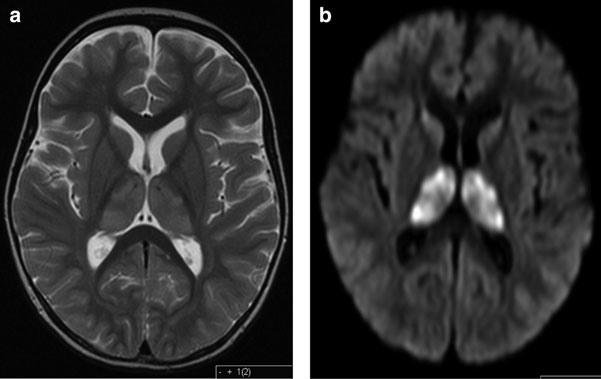 a
b
- + 1(2)